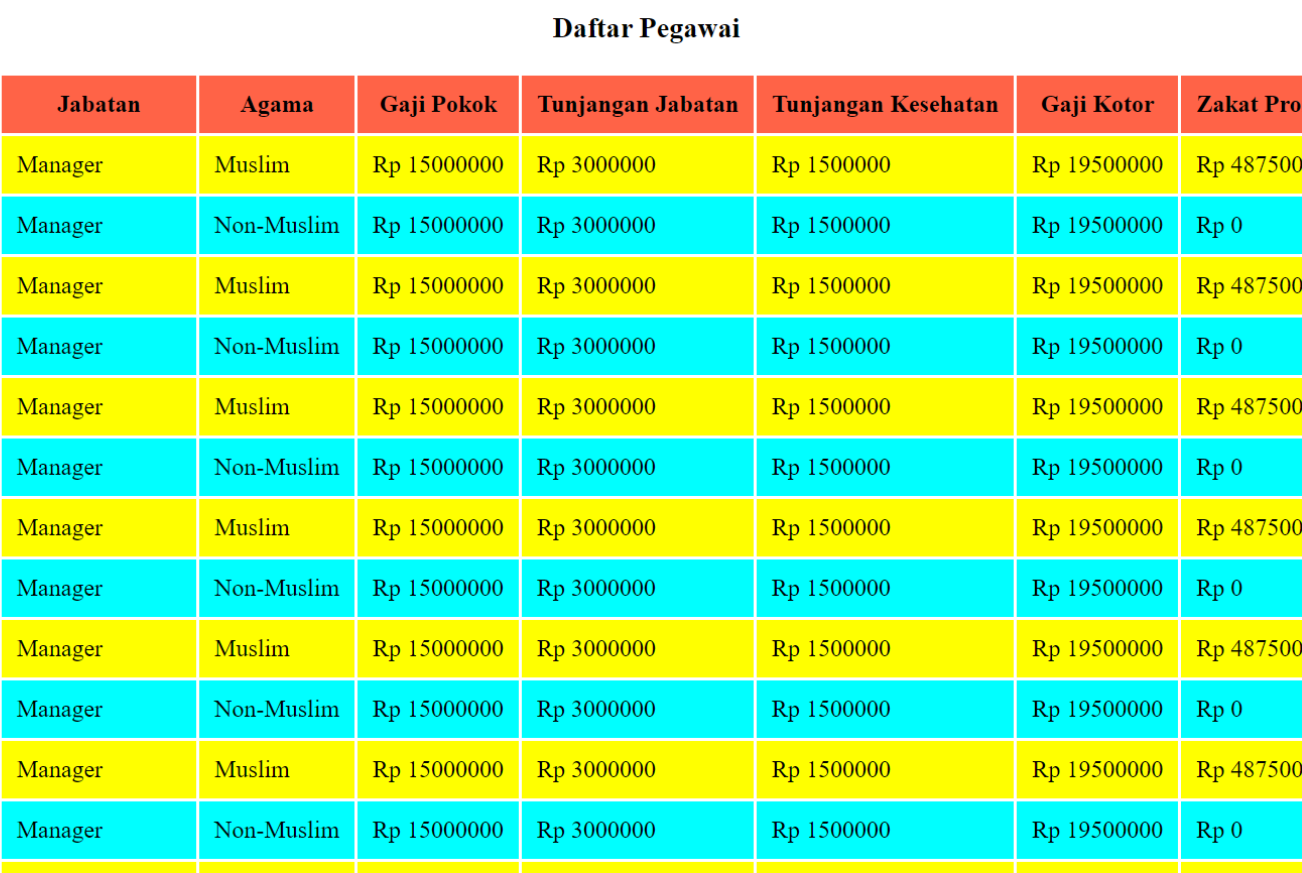 Daftar Pegawai
Jabatan Agama Gaji Pokok Tunjangan Jabatan Tunjangan Kesehatan Gaji Kotor Zakat Pro
Manager Muslim Rp 15000000 Rp 3000000 Rp 1500000 Rp 19500000 Rp 487500
Manager Non-Muslim Rp 15000000 Rp 3000000 Rp 1500000 Rp 19500000 Rp 0
Manager Muslim Rp 15000000 Rp 3000000 Rp 1500000 Rp 19500000 Rp 487500
Manager Non-Muslim Rp 15000000 Rp 3000000 Rp 1500000 Rp 19500000 Rp 0
Manager Muslim Rp 15000000 Rp 3000000 Rp 1500000 Rp 19500000 Rp 487500
Manager Non-Muslim Rp 15000000 Rp 3000000 Rp 1500000 Rp 19500000 Rp 0
Manager Muslim Rp 15000000 Rp 3000000 Rp 1500000 Rp 19500000 Rp 487500
Manager Non-Muslim Rp 15000000 Rp 3000000 Rp 1500000 Rp 19500000 Rp 0
Manager Muslim Rp 15000000 Rp 3000000 Rp 1500000 Rp 19500000 Rp 487500
Manager Non-Muslim Rp 15000000 Rp 3000000 Rp 1500000 Rp 19500000 Rp 0
Manager Muslim Rp 15000000 Rp 3000000 Rp 1500000 Rp 19500000 Rp 487500
Manager Non-Muslim Rp 15000000 Rp 3000000 Rp 1500000 Rp 19500000 Rp 0